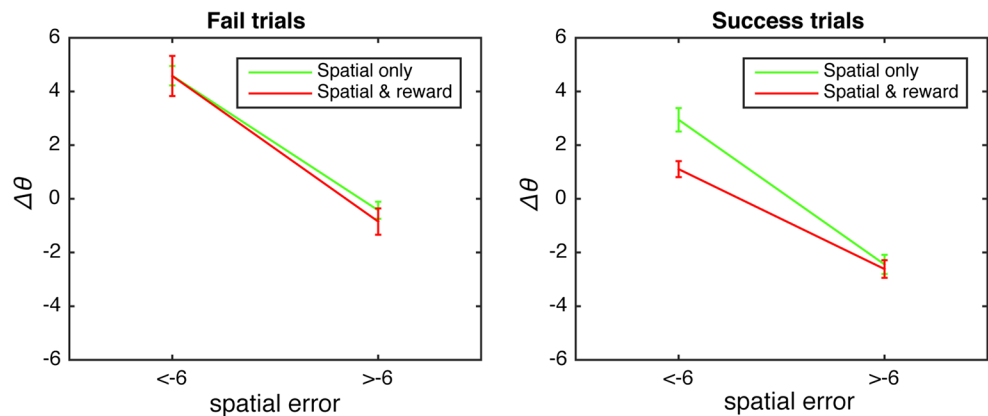 Fail trials
6
4
2
0
-2
-4
-6
Δθ
Spatial only
Spatial & reward
<-6
>-6
spatial error
Success trials
6
4
2
0
-2
-4
-6
Δθ
Spatial only
Spatial & reward
<-6
>-6
spatial error